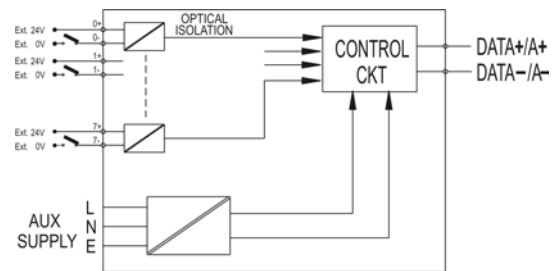 Ext. 24V 0+
Ext. 0V 0-
Ext. 24V 1+
Ext. 0V 1-
Ext. 24V 7+
Ext. 0V 7-
OPTICAL
ISOLATION
CONTROL
CKT
DATA+/A+
DATA−/A−
AUX
SUPPLY
L
N
E